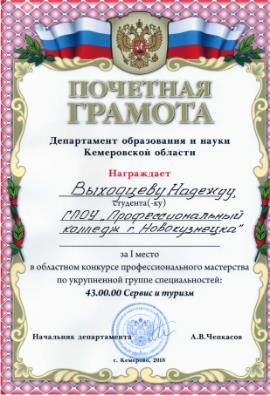 ПОЧЕТНАЯ
ГРАМОТА
Департамент образования и науки
Кемеровской области
Награждает
Выходцеву Надежду,
студента(-ку)
ГПОУ „Профессиональный
колледж г. Новокузнецка"
за I место
в областном конкурсе профессионального мастерства
по укрупненной группе специальностей:
43.00.00 Сервис и туризм
Начальник департамента А.В.Чепкасов
г. Кемерово, 2018